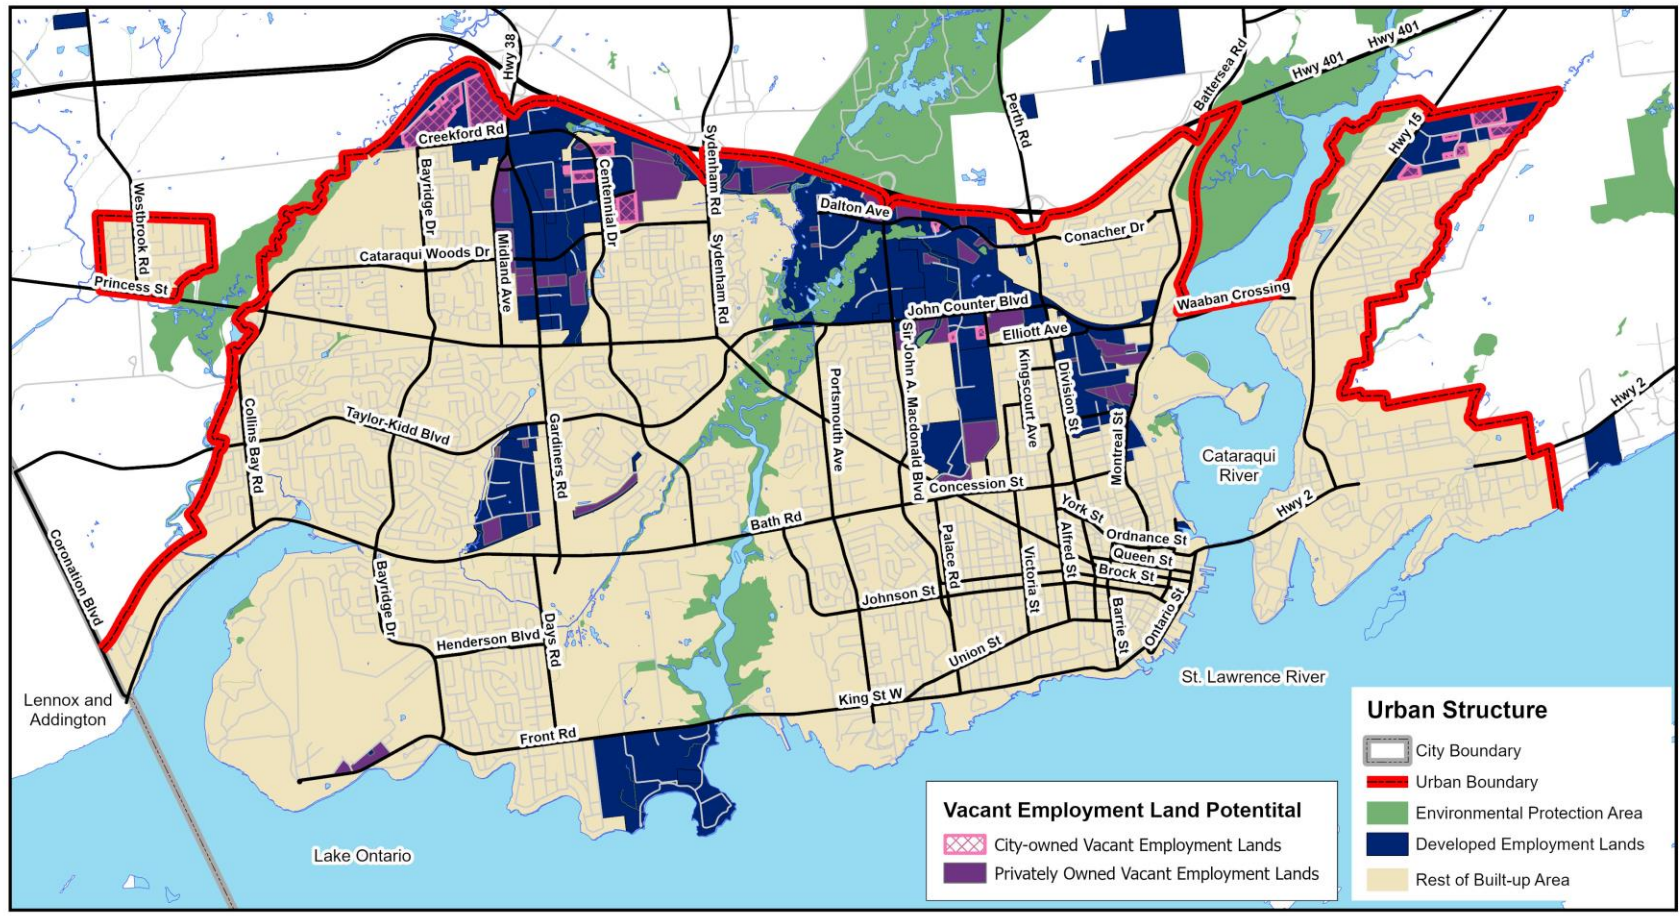 Hwy 38
Hwy 401
Hwy 401
Battersea Rd
Perth Rd
Creekford Rd
Sydenham Rd
Hwy 15
Westbrook Rd
Bayridge Dr
Centennial Dr
Dalton Ave
Conacher Dr
Cataraqui Woods Dr
Midland Ave
Sydenham Rd
Princess St
Waaban Crossing
John Counter Blvd
Elliott Ave
Sir John A. Macdonald Blvd
Kingscourt Ave
Division St
Portsmouth Ave
Hwy 2
Collins Bay Rd
Taylor-Kidd Blvd
Gardiners Rd
Montreal St
Cataraqui
River
Concession St
Hwy 2
York St
Bath Rd
Ordnance St
Queen St
Brock St
Alfred St
Palace Rd
Victoria St
Coronation Blvd
Bayridge Dr
Johnson St
Barrie St
Ontario St
Henderson Blvd
Days Rd
Union St
St. Lawrence River
King St W
Lennox and
Addington
Front Rd
Lake Ontario
Vacant Employment Land Potentital
City-owned Vacant Employment Lands
Privately Owned Vacant Employment Lands
Urban Structure
City Boundary
Urban Boundary
Environmental Protection Area
Developed Employment Lands
Rest of Built-up Area